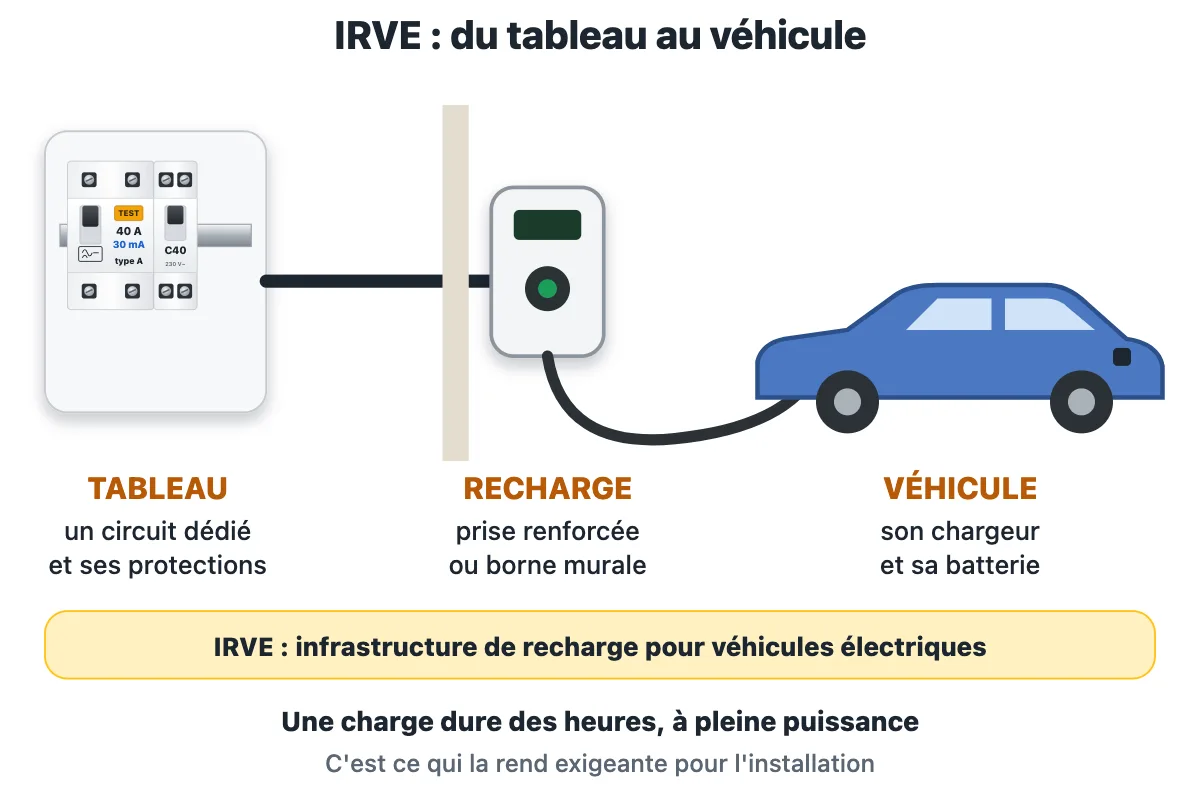 IRVE : du tableau au véhicule
TEST
40 A
30 mA
type A
C40
230 V~
TABLEAU
un circuit dédié
et ses protections
RECHARGE
prise renforcée
ou borne murale
VÉHICULE
son chargeur
et sa batterie
IRVE : infrastructure de recharge pour véhicules électriques
Une charge dure des heures, à pleine puissance
C'est ce qui la rend exigeante pour l'installation